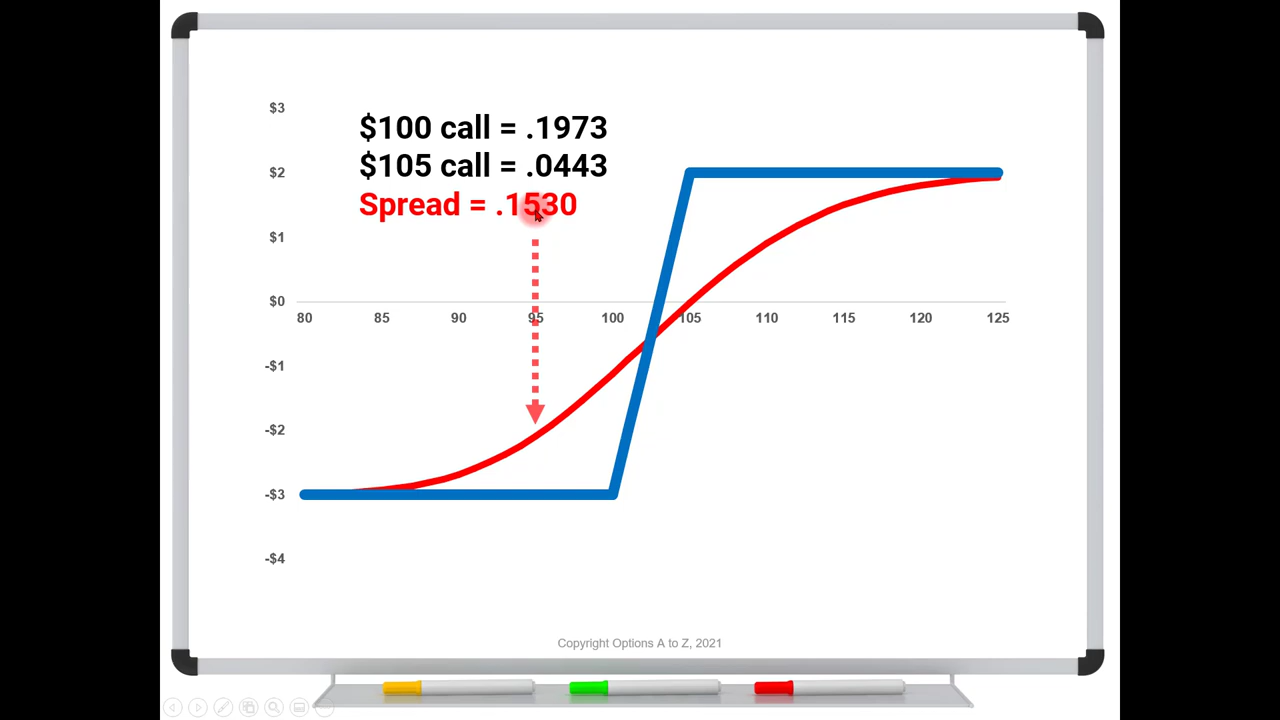 $3
$100 call = .1973
$105 call = .0443
$2
Spread = .1530
$1
$0
80 85 90 95 100 105 110 115 120 125
-$1
-$2
-$3
-$4
Copyright Options A to Z, 2021